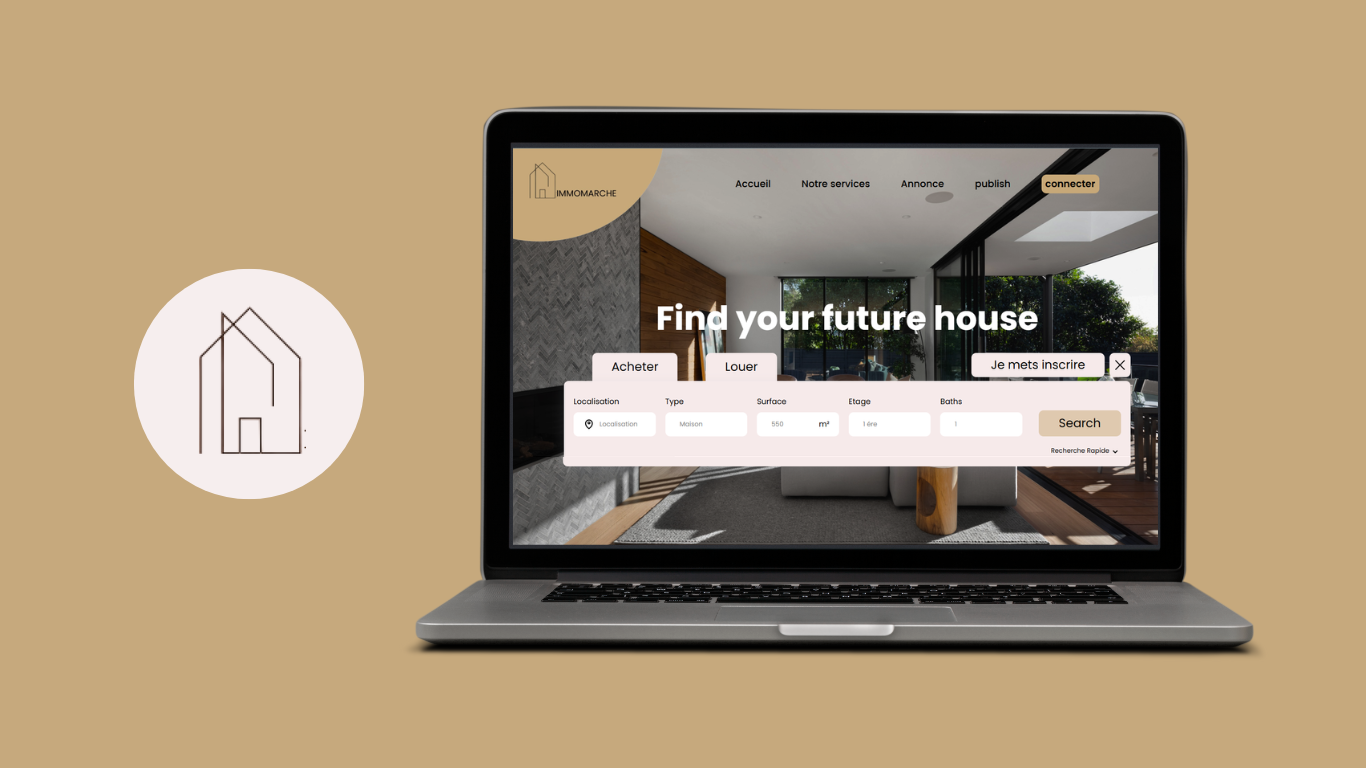 IMMOMARCHE
Accueil
Notre services
Annonce
publish
connecter
Find your future house
Acheter
Louer
Je mets inscrire
Localisation
Type
Surface
Etage
Baths
Localisation
Maison
550
m²
1 ére
1
Search
Recherche Rapide